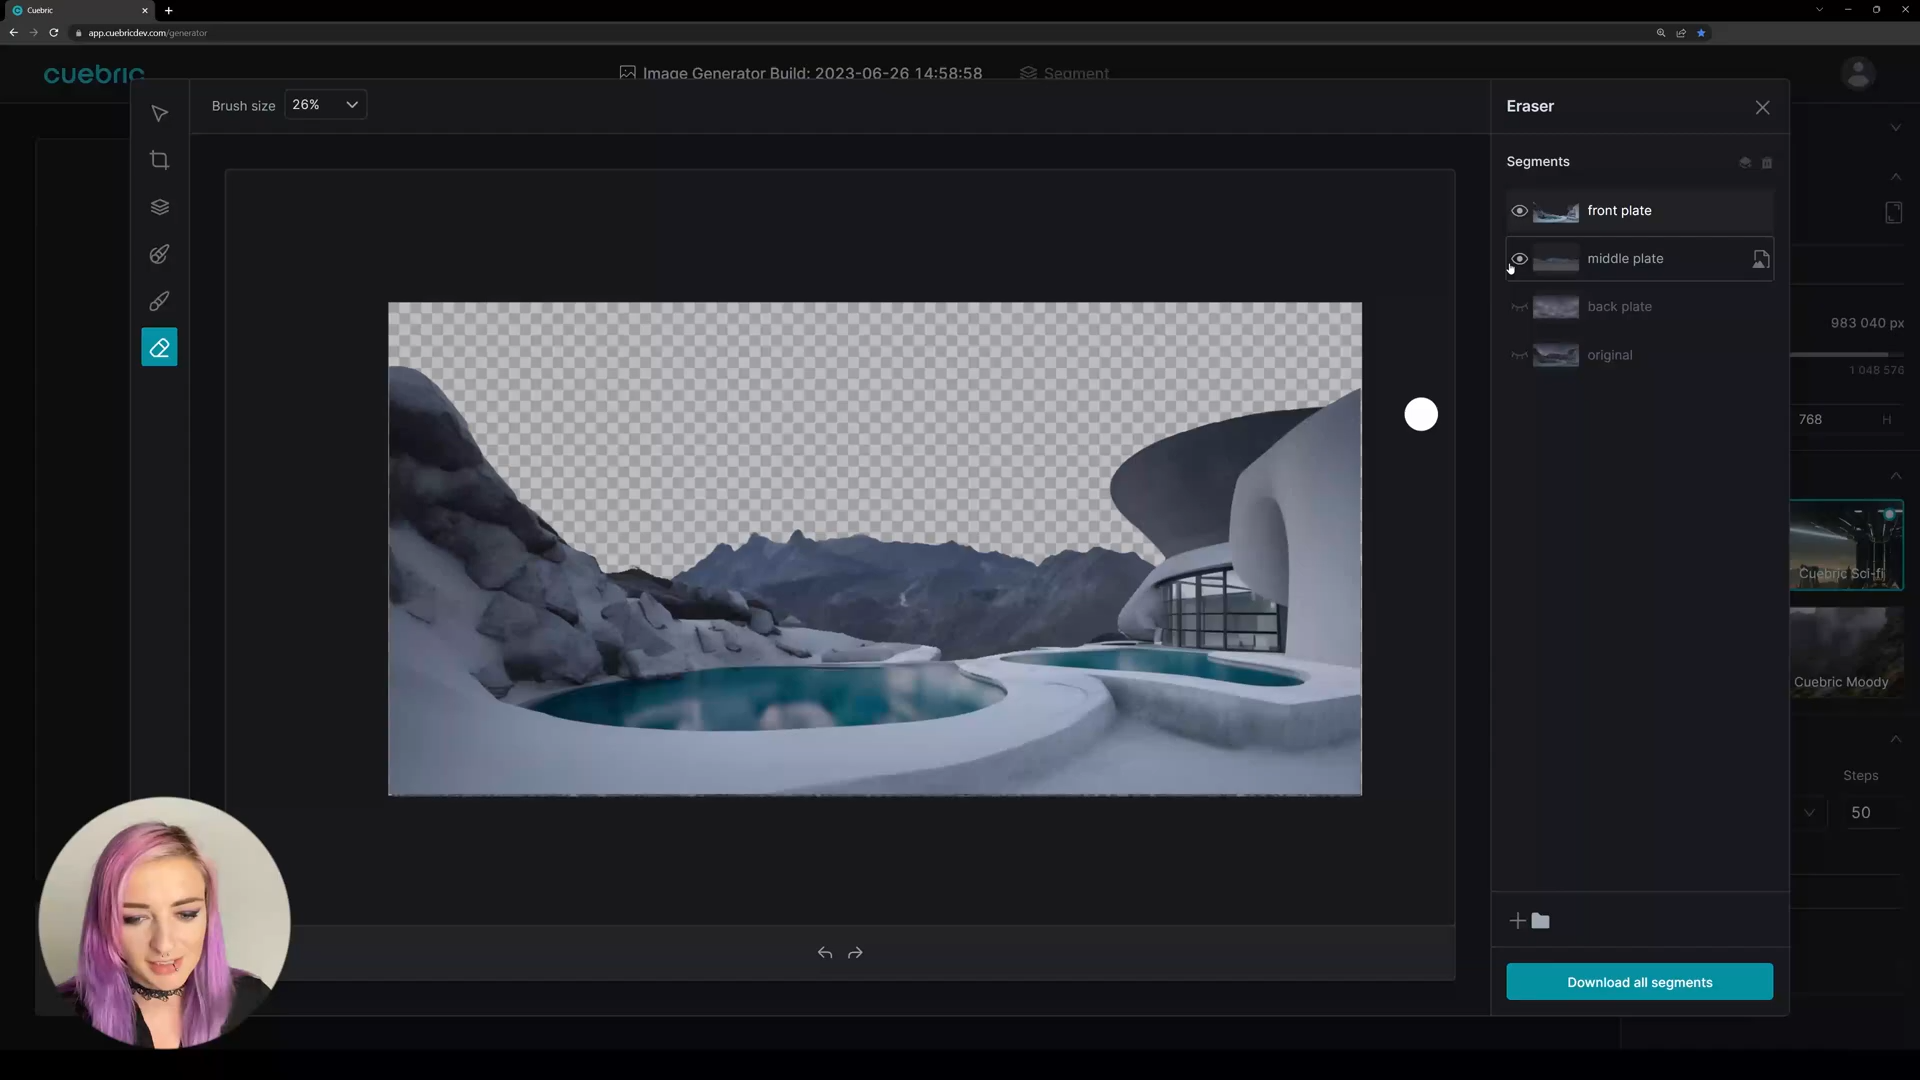 Cuebric
app.cuebricdev.com/generator
cuebric
Image Generator Build: 2023-06-26 14:58:58
Segment
Brush size
26%
Eraser
Segments
front plate
middle plate
back plate
original
983 040 px
1 048 576
768
H
Cuebric Sci-fi
Cuebric Moody
Steps
50
Download all segments